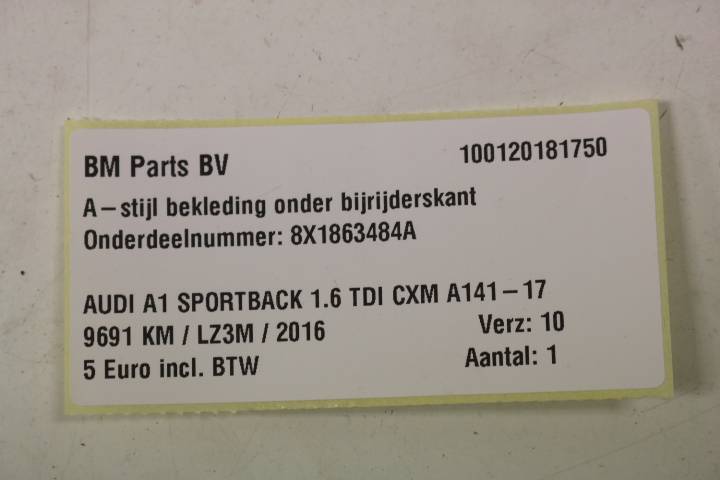 BM Parts BV 100120181750
A-stijl bekleding onder bijrijderskant
Onderdeelnummer: 8X1863484A
AUDI A1 SPORTBACK 1.6 TDI CXM A141-17
9691 KM / LZ3M / 2016 Verz: 10
5 Euro incl. BTW Aantal: 1